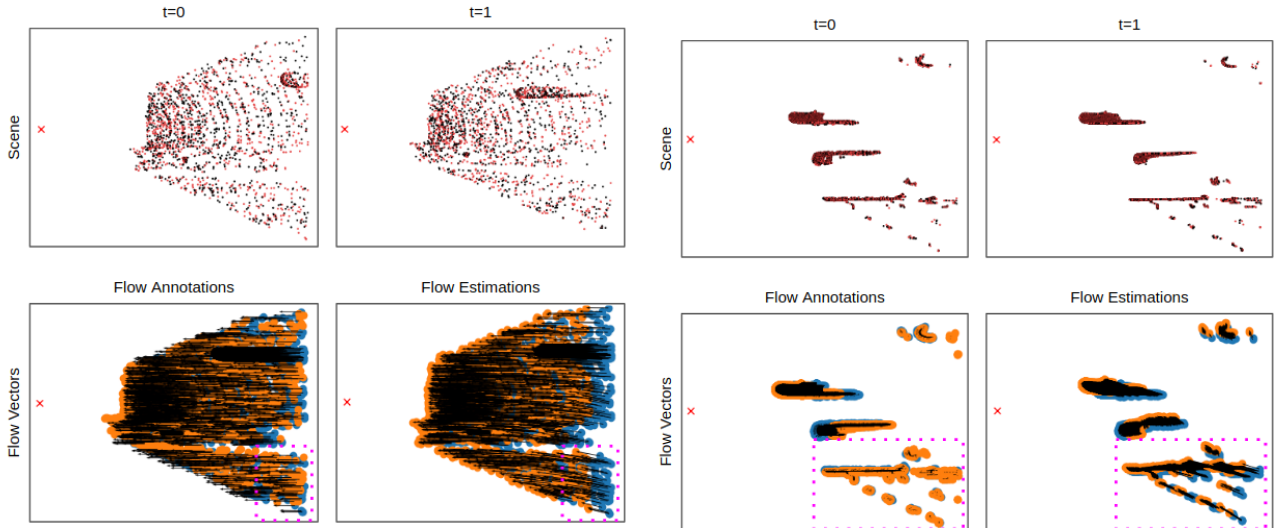 t=0
t=1
t=0
t=1
Scene
Scene
Flow Annotations
Flow Estimations
Flow Annotations
Flow Estimations
Flow Vectors
Flow Vectors